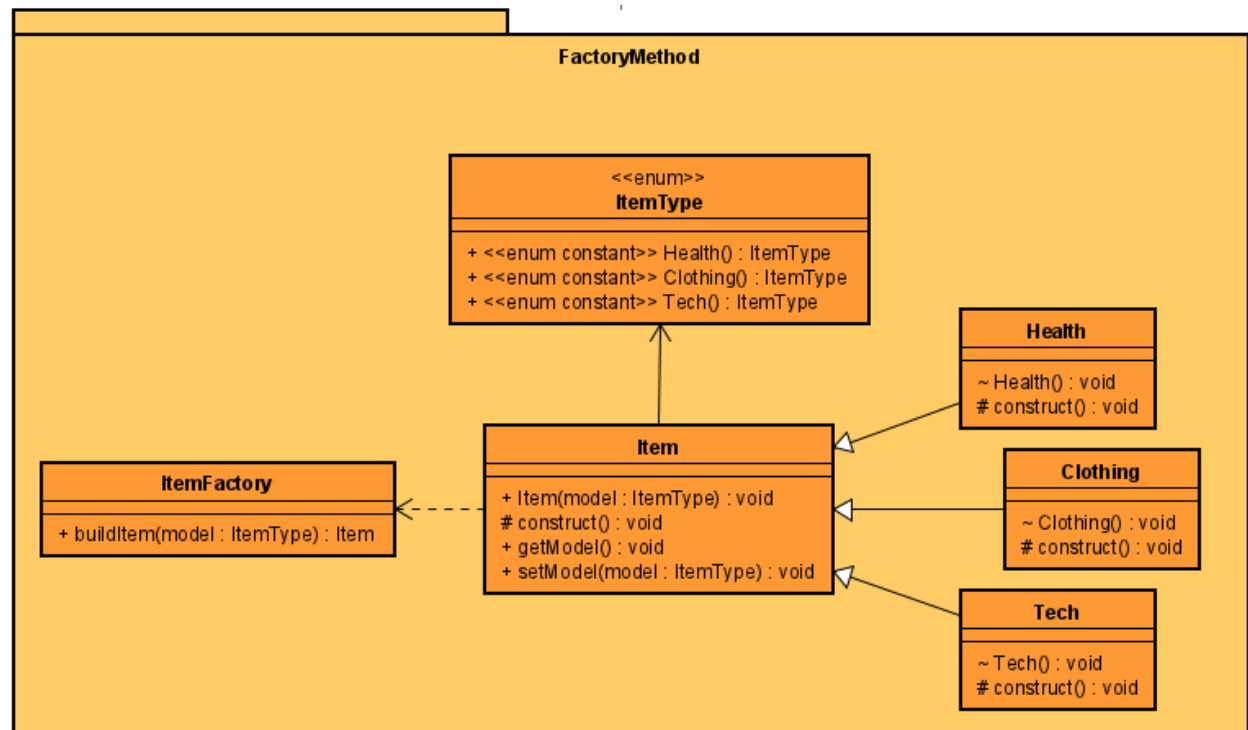 FactoryMethod
<<enum>>
ItemType
+ <<enum constant>> Health() : ItemType
+ <<enum constant>> Clothing() : ItemType
+ <<enum constant>> Tech() : ItemType
Health
~ Health() : void
# construct() : void
Item
+ Item(model : ItemType) : void
# construct() : void
+ getModel() : void
+ setModel(model : ItemType) : void
ItemFactory
+ buildItem(model : ItemType) : Item
Clothing
~ Clothing() : void
# construct() : void
Tech
~ Tech() : void
# construct() : void